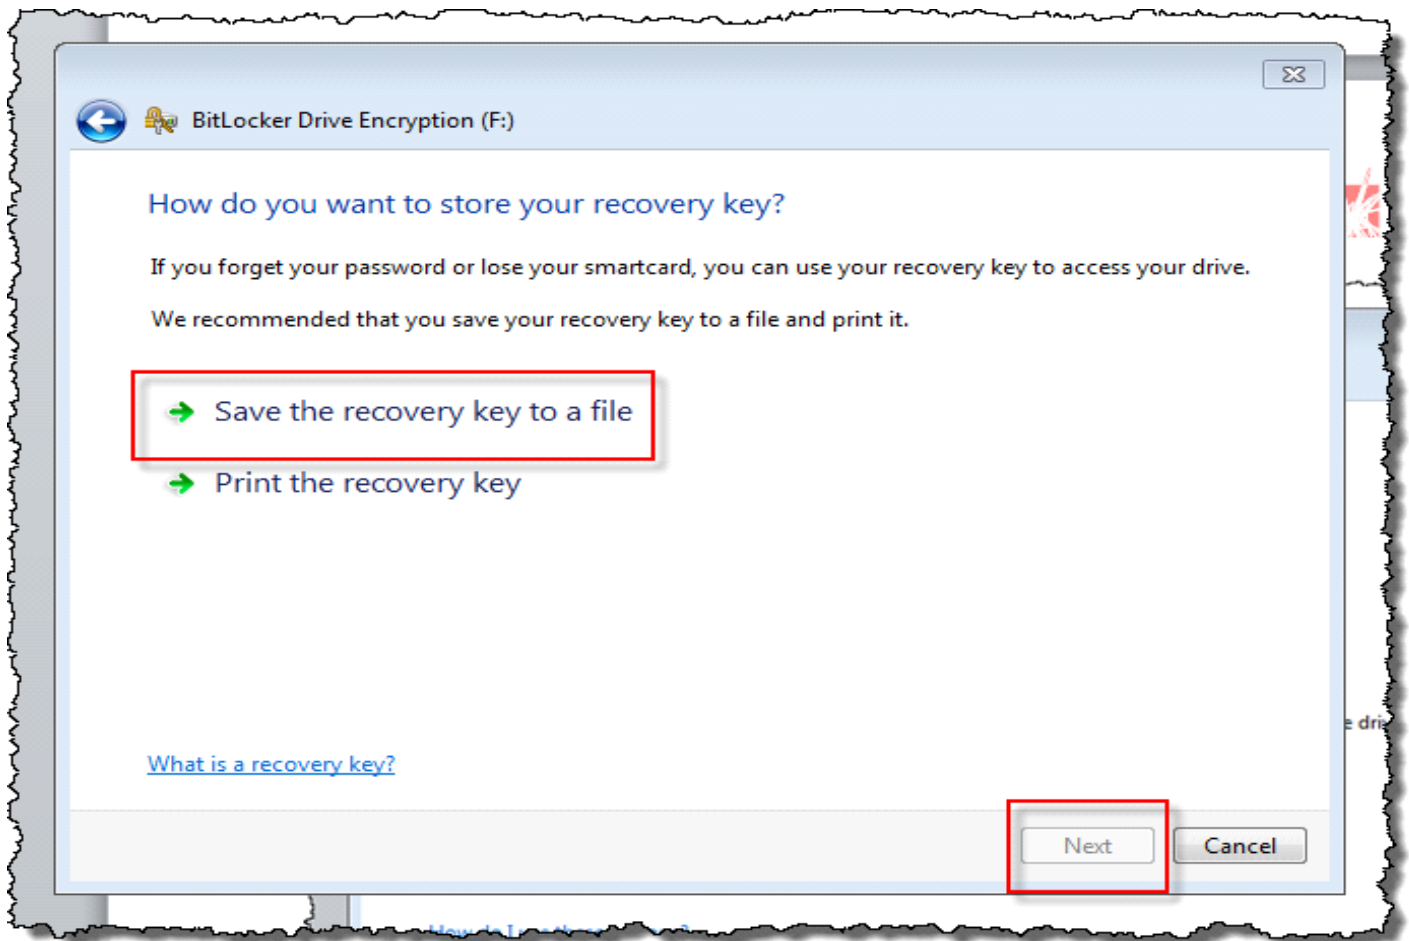 BitLocker Drive Encryption (F:)
How do you want to store your recovery key?
If you forget your password or lose your smartcard, you can use your recovery key to access your drive.
We recommended that you save your recovery key to a file and print it.
Save the recovery key to a file
Print the recovery key
What is a recovery key?
Next
Cancel